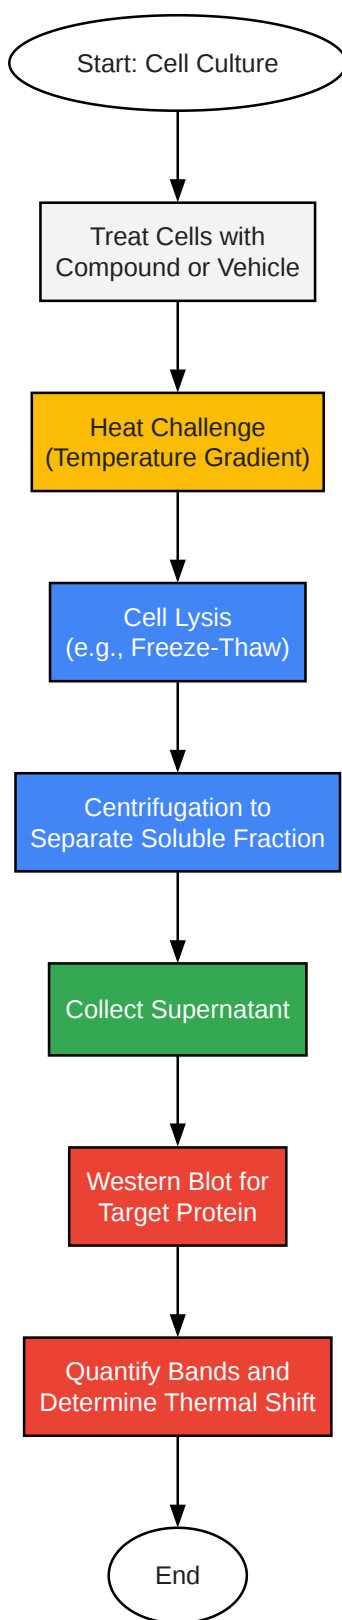 Start: Cell Culture
Treat Cells with
Compound or Vehicle
Heat Challenge
(Temperature Gradient)
Cell Lysis
(e.g., Freeze-Thaw)
Centrifugation to
Separate Soluble Fraction
Collect Supernatant
Western Blot for
Target Protein
Quantify Bands and
Determine Thermal Shift
End